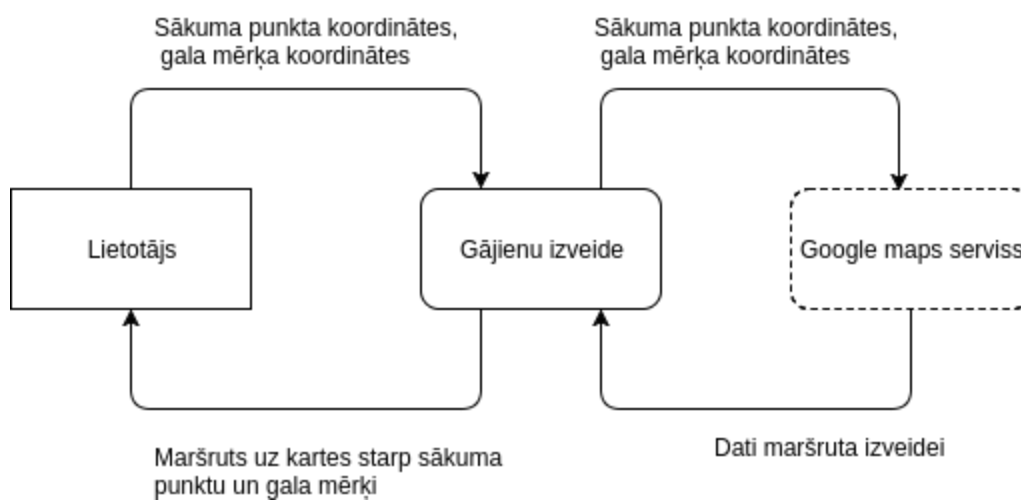 Sākuma punkta koordinātes,
gala mērķa koordinātes
Sākuma punkta koordinātes,
gala mērķa koordinātes
Lietotājs
Gājienu izveide
Google maps serviss
Maršruts uz kartes starp sākuma
punktu un gala mērķi
Dati maršruta izveidei